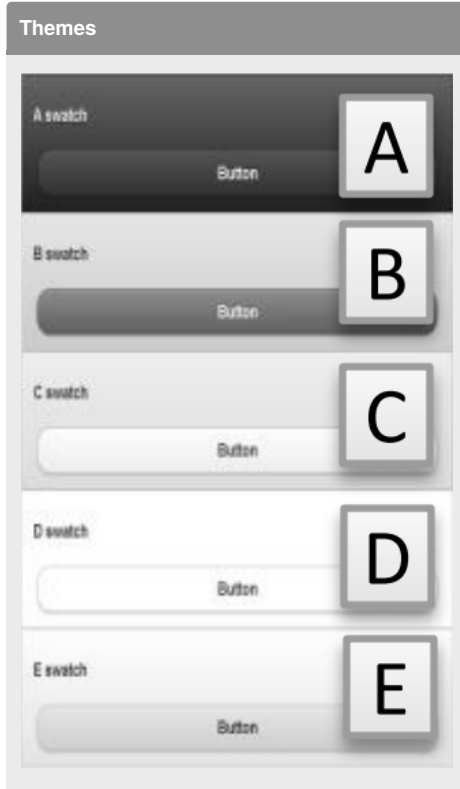 Themes
A swatch
A
Button
B swatch
B
Button
C swatch
C
Button
D swatch
D
Button
E swatch
E
Button